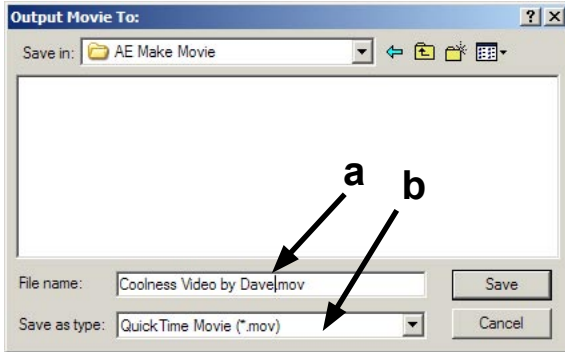 Output Movie To:
Save in: AE Make Movie
a
b
File name: Coolness Video by Dave.mov Save
Save as type: QuickTime Movie (*.mov) Cancel